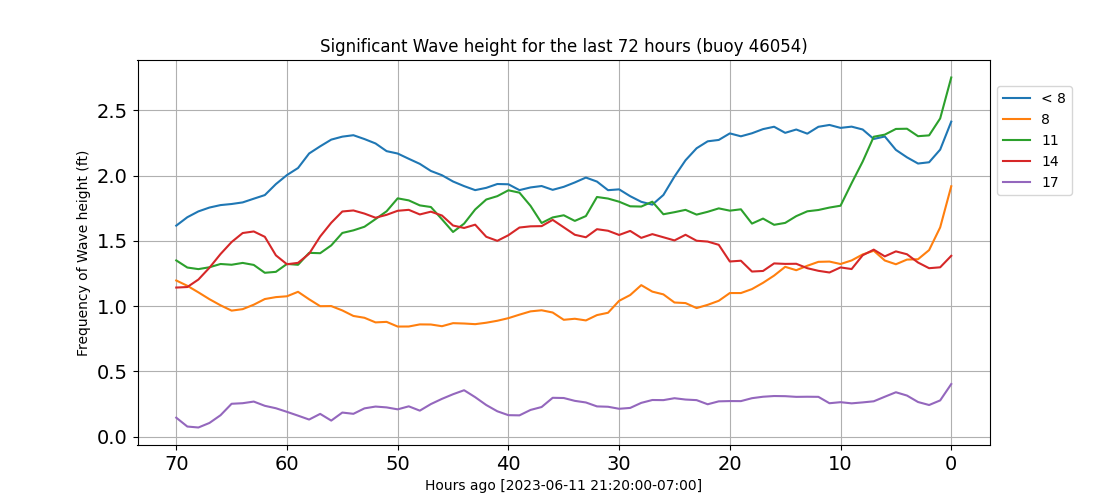 Significant Wave height for the last 72 hours (buoy 46054)
Frequency of Wave height (ft)
2.5
2.0
1.5
1.0
0.5
0.0
70 60 50 40 30 20 10 0
Hours ago [2023-06-11 21:20:00-07:00]
< 8
8
11
14
17